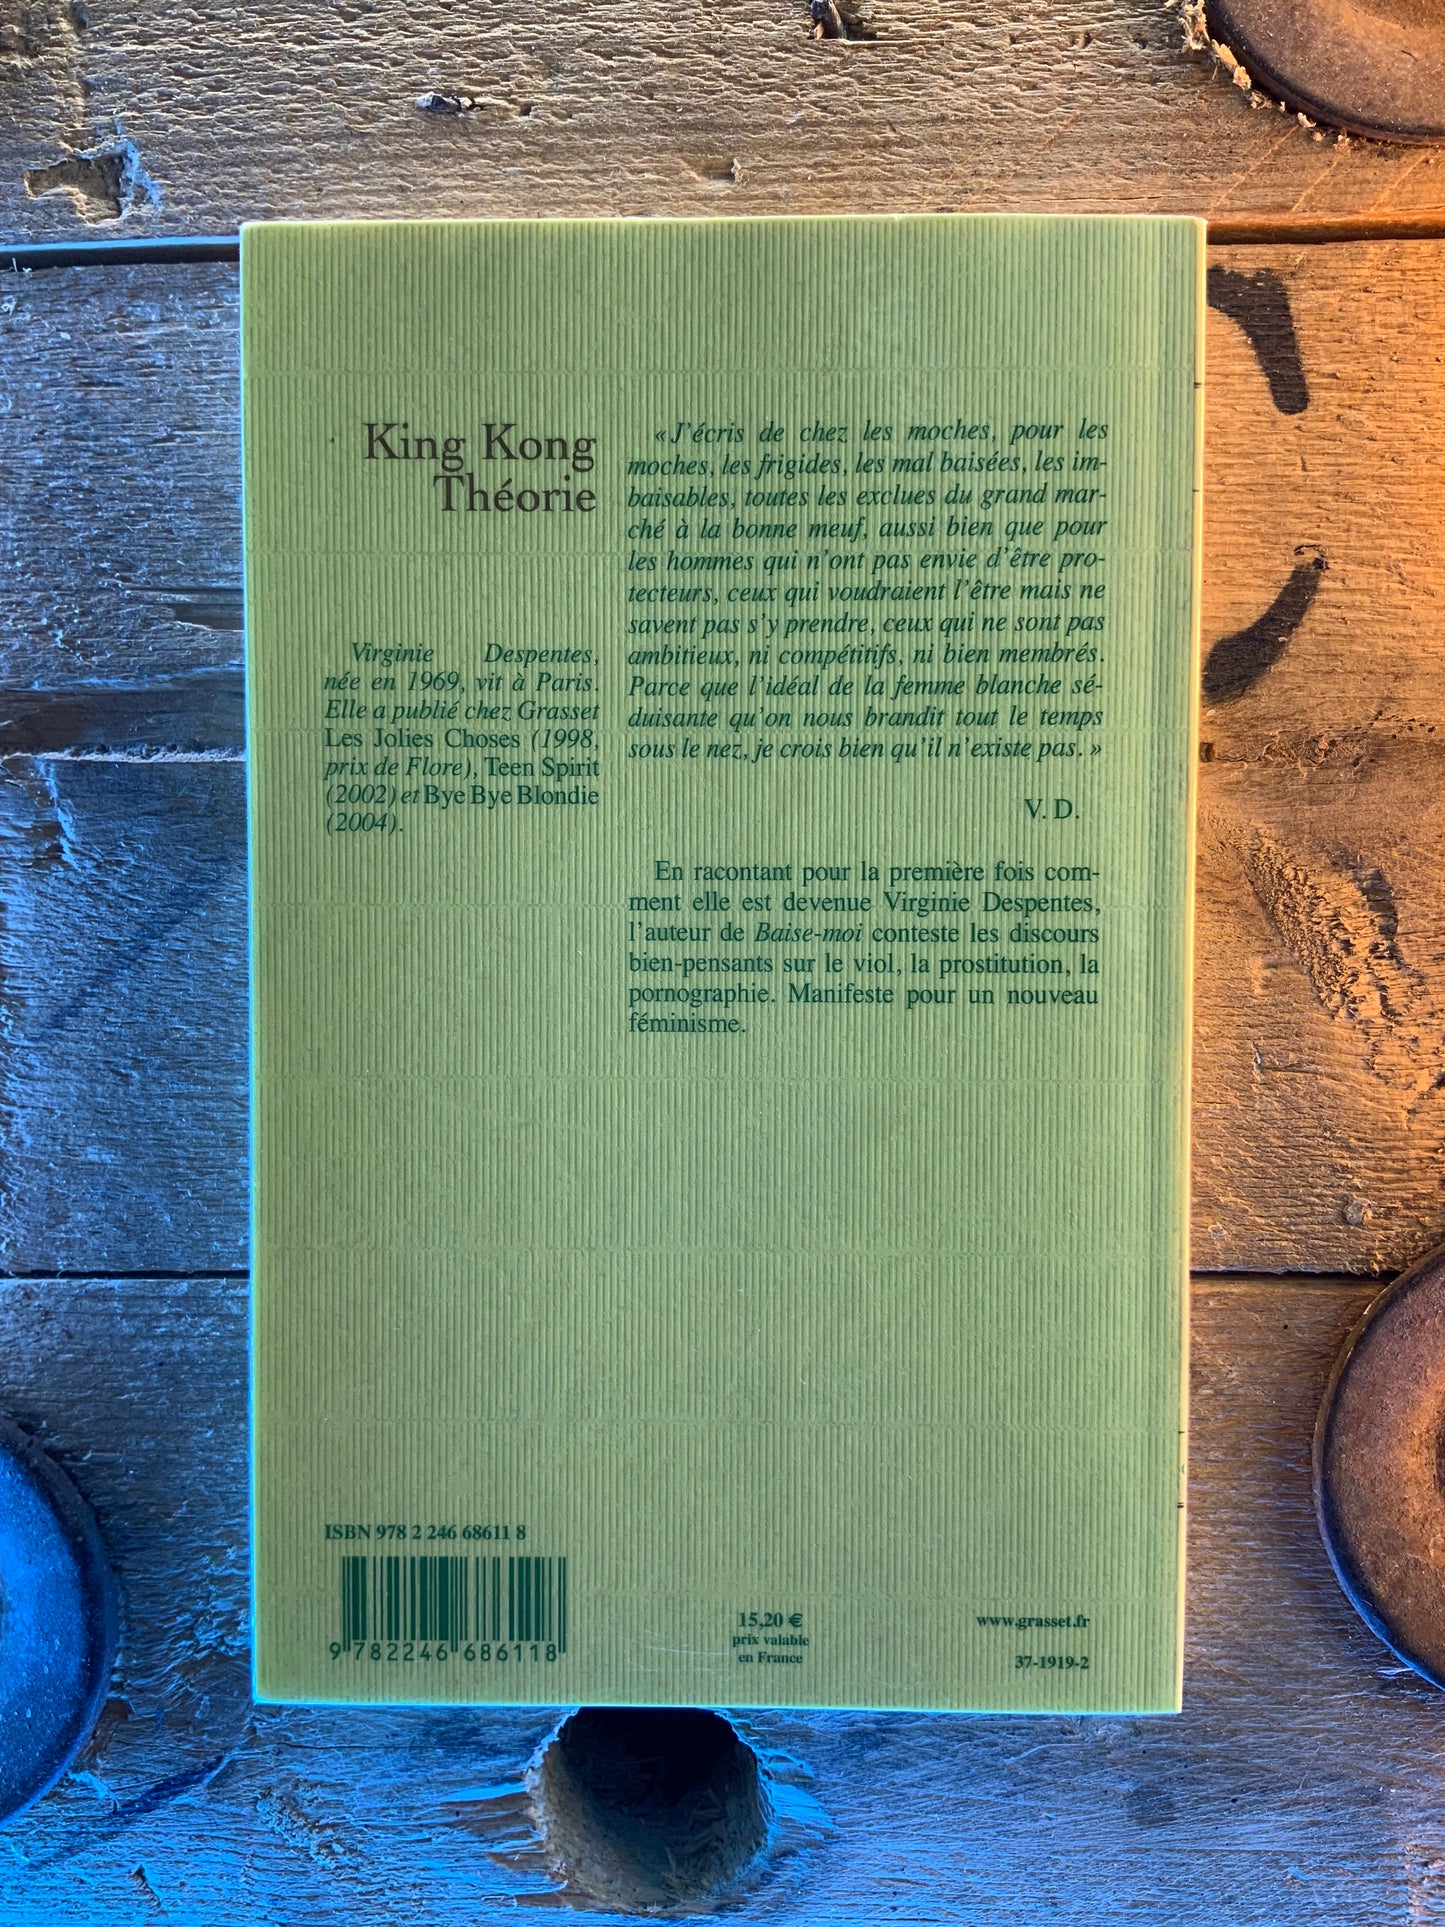 King Kong
Théorie
Virginie Despentes,
née en 1969, vit à Paris.
Elle a publié chez Grasset
Les Jolies Choses (1998,
prix de Flore), Teen Spirit
(2002) et Bye Bye Blondie
(2004).
« J'écris de chez les moches, pour les
moches, les frigides, les mal baisées, les im-
baisables, toutes les exclues du grand mar-
ché à la bonne meuf, aussi bien que pour
les hommes qui n'ont pas envie d'être pro-
tecteurs, ceux qui voudraient l'être mais ne
savent pas s'y prendre, ceux qui ne sont pas
ambitieux, ni compétitifs, ni bien membrés.
Parce que l'idéal de la femme blanche sé-
duisante qu'on nous brandit tout le temps
sous le nez, je crois bien qu'il n'existe pas. »
V. D.
En racontant pour la première fois com-
ment elle est devenue Virginie Despentes,
l'auteur de Baise-moi conteste les discours
bien-pensants sur le viol, la prostitution, la
pornographie. Manifeste pour un nouveau
féminisme.
ISBN 978 2 246 68611 8
9 782246 686118
15,20 €
prix valable
en France
www.grasset.fr
37-1919-2